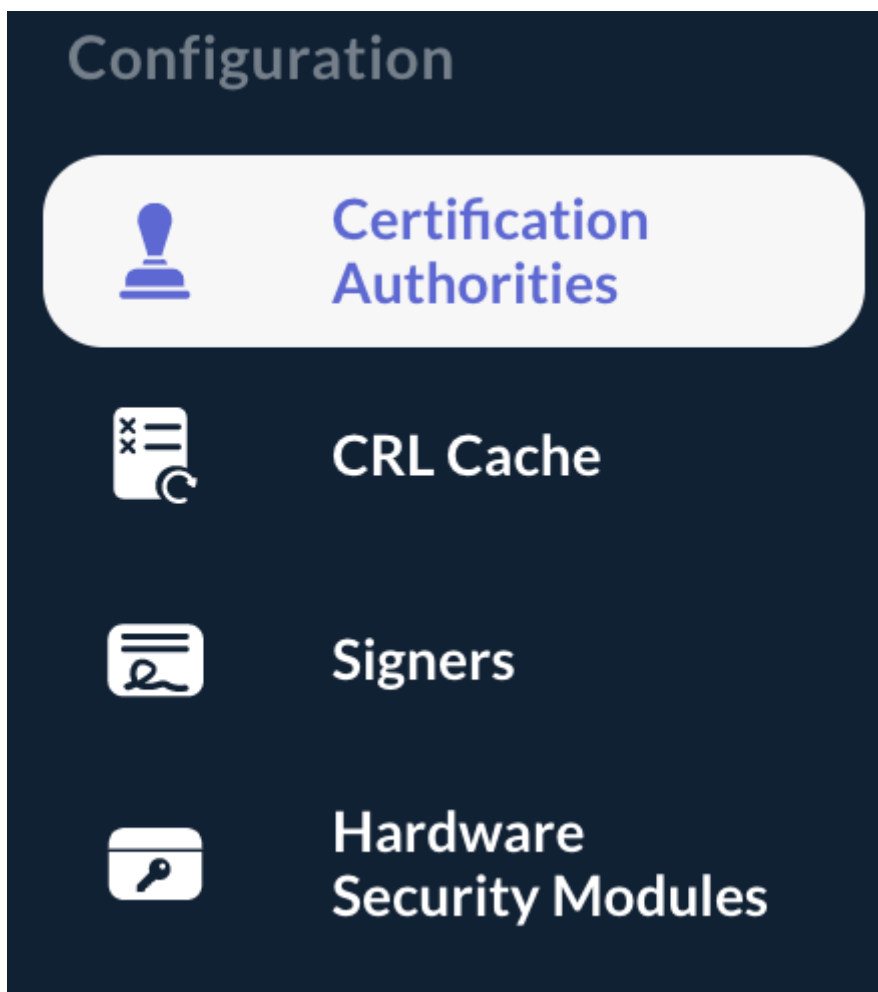 Configuration
Certification
Authorities
CRL Cache
Signers
Hardware
Security Modules